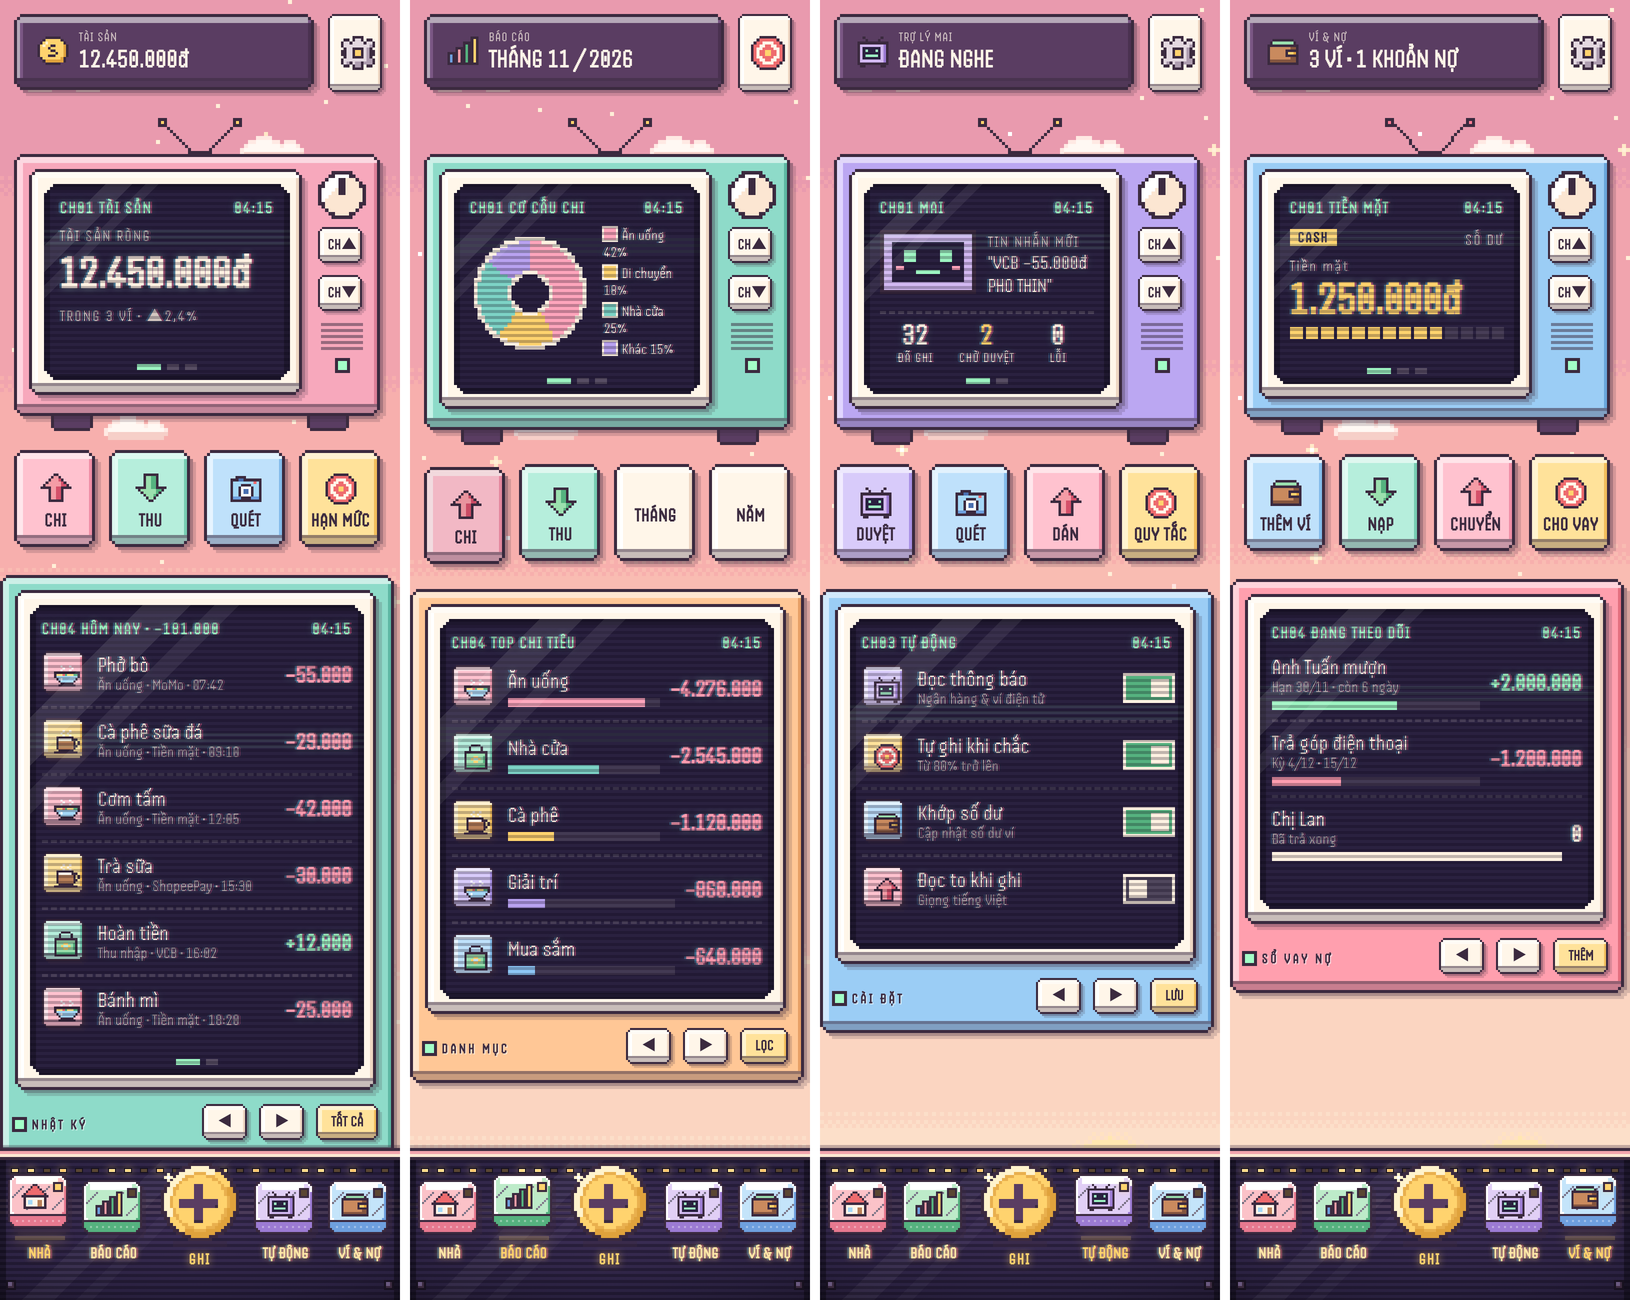 TÀI SẢN
12.450.000đ
CH01 TÀI SẢN 04:15
TÀI SẢN RÒNG
12.450.000đ
TRONG 3 VÍ · ▲2,4%
CH▲
CH▼
CHI
THU
QUÉT
HẠN MỨC
CH04 HÔM NAY · -181.000 04:15
Phở bò
Ăn uống · MoMo · 07:42
-55.000
Cà phê sữa đá
Ăn uống · Tiền mặt · 09:10
-29.000
Cơm tấm
Ăn uống · Tiền mặt · 12:05
-42.000
Trà sữa
Ăn uống · ShopeePay · 15:30
-30.000
Hoàn tiền
Thu nhập · VCB · 16:02
+12.000
Bánh mì
Ăn uống · Tiền mặt · 18:20
-25.000
NHẬT KÝ
◀
▶
TẤT CẢ
NHÀ
BÁO CÁO
GHI
TỰ ĐỘNG
VÍ & NỢ
BÁO CÁO
THÁNG 11/2026
CH01 CƠ CẤU CHI 04:15
Ăn uống
42%
Di chuyển
18%
Nhà cửa
25%
Khác 15%
CH▲
CH▼
CHI
THU
THÁNG
NĂM
CH04 TOP CHI TIÊU 04:15
Ăn uống
-4.276.000
Nhà cửa
-2.545.000
Cà phê
-1.120.000
Giải trí
-860.000
Mua sắm
-640.000
DANH MỤC
◀
▶
LỌC
NHÀ
BÁO CÁO
GHI
TỰ ĐỘNG
VÍ & NỢ
TRỢ LÝ MAI
ĐANG NGHE
CH01 MAI 04:15
TIN NHẮN MỚI
"VCB -55.000đ
PHO THIN"
32
ĐÃ GHI
2
CHỜ DUYỆT
0
LỖI
CH▲
CH▼
DUYỆT
QUÉT
DÁN
QUY TẮC
CH03 TỰ ĐỘNG 04:15
Đọc thông báo
Ngân hàng & ví điện tử
Tự ghi khi chắc
Từ 80% trở lên
Khớp số dư
Cập nhật số dư ví
Đọc to khi ghi
Giọng tiếng Việt
CÀI ĐẶT
◀
▶
LƯU
NHÀ
BÁO CÁO
GHI
TỰ ĐỘNG
VÍ & NỢ
VÍ & NỢ
3 VÍ · 1 KHOẢN NỢ
CH01 TIỀN MẶT 04:15
CASH
SỐ DƯ
Tiền mặt
1.250.000đ
CH▲
CH▼
THÊM VÍ
NẠP
CHUYỂN
CHO VAY
CH04 ĐANG THEO DÕI 04:15
Anh Tuấn mượn
Hạn 30/11 · còn 6 ngày
+2.000.000
Trả góp điện thoại
Kỳ 4/12 · 15/12
-1.200.000
Chị Lan
Đã trả xong
0
SỔ VAY NỢ
◀
▶
THÊM
NHÀ
BÁO CÁO
GHI
TỰ ĐỘNG
VÍ & NỢ